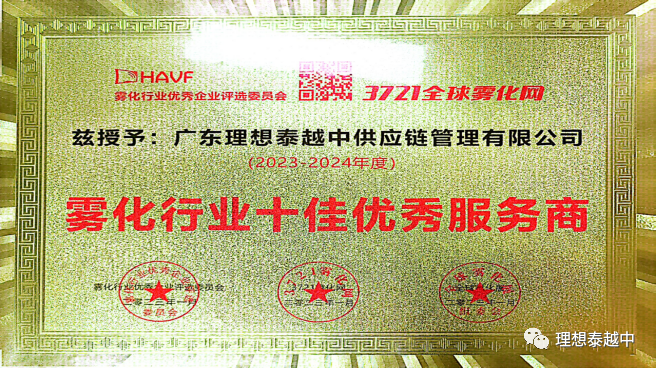 HAVF
雾化行业优秀企业评选委员会
3721全球雾化网
兹授予：广东理想泰越中供应链管理有限公司
(2023-2024年度)
雾化行业十佳优秀服务商
理想泰越中